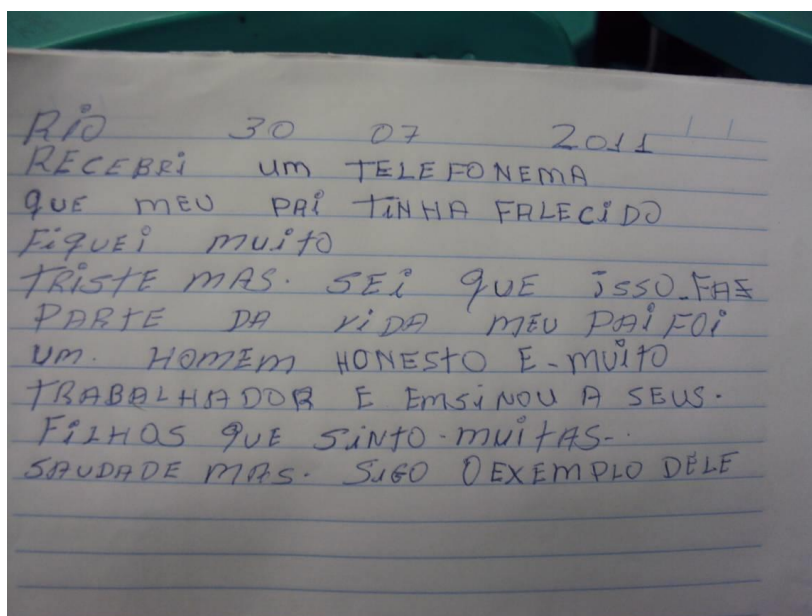 RIO 30 07 2011
RECEBRI UM TELEFONEMA
QUE MEU PAI TINHA FALECIDO
FIQUEI MUITO
TRISTE MAS. SEI QUE ISSO-FAZ
PARTE DA VIDA MEU PAI FOI
UM. HOMEM HONESTO E-MUITO
TRABALHADOR E EMSINOU A SEUS.
FILHOS QUE SINTO-MUITAS-.
SAUDADE MAS. SIGO O EXEMPLO DELE